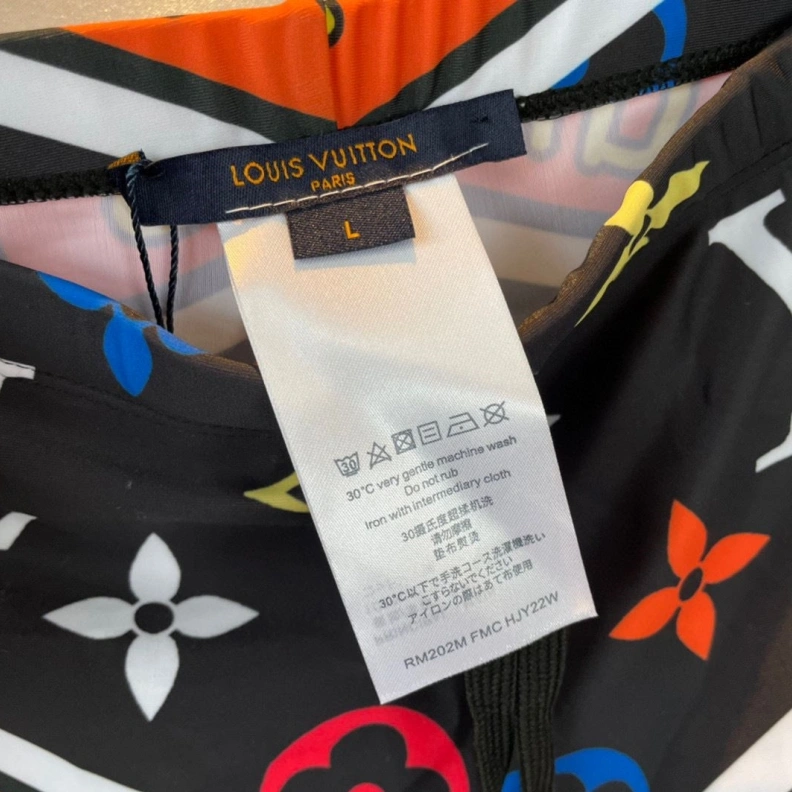 LOUIS VUITTON
PARIS
L
30
30°C very gentle machine wash
Do not rub
Iron with intermediary cloth
30摄氏度超揉机洗
请勿摩擦
垫布熨烫
30℃以下で手洗コース洗濯機洗い
こすらないでください
アイロンの際はあて布使用
RM202M FMC HJY22W